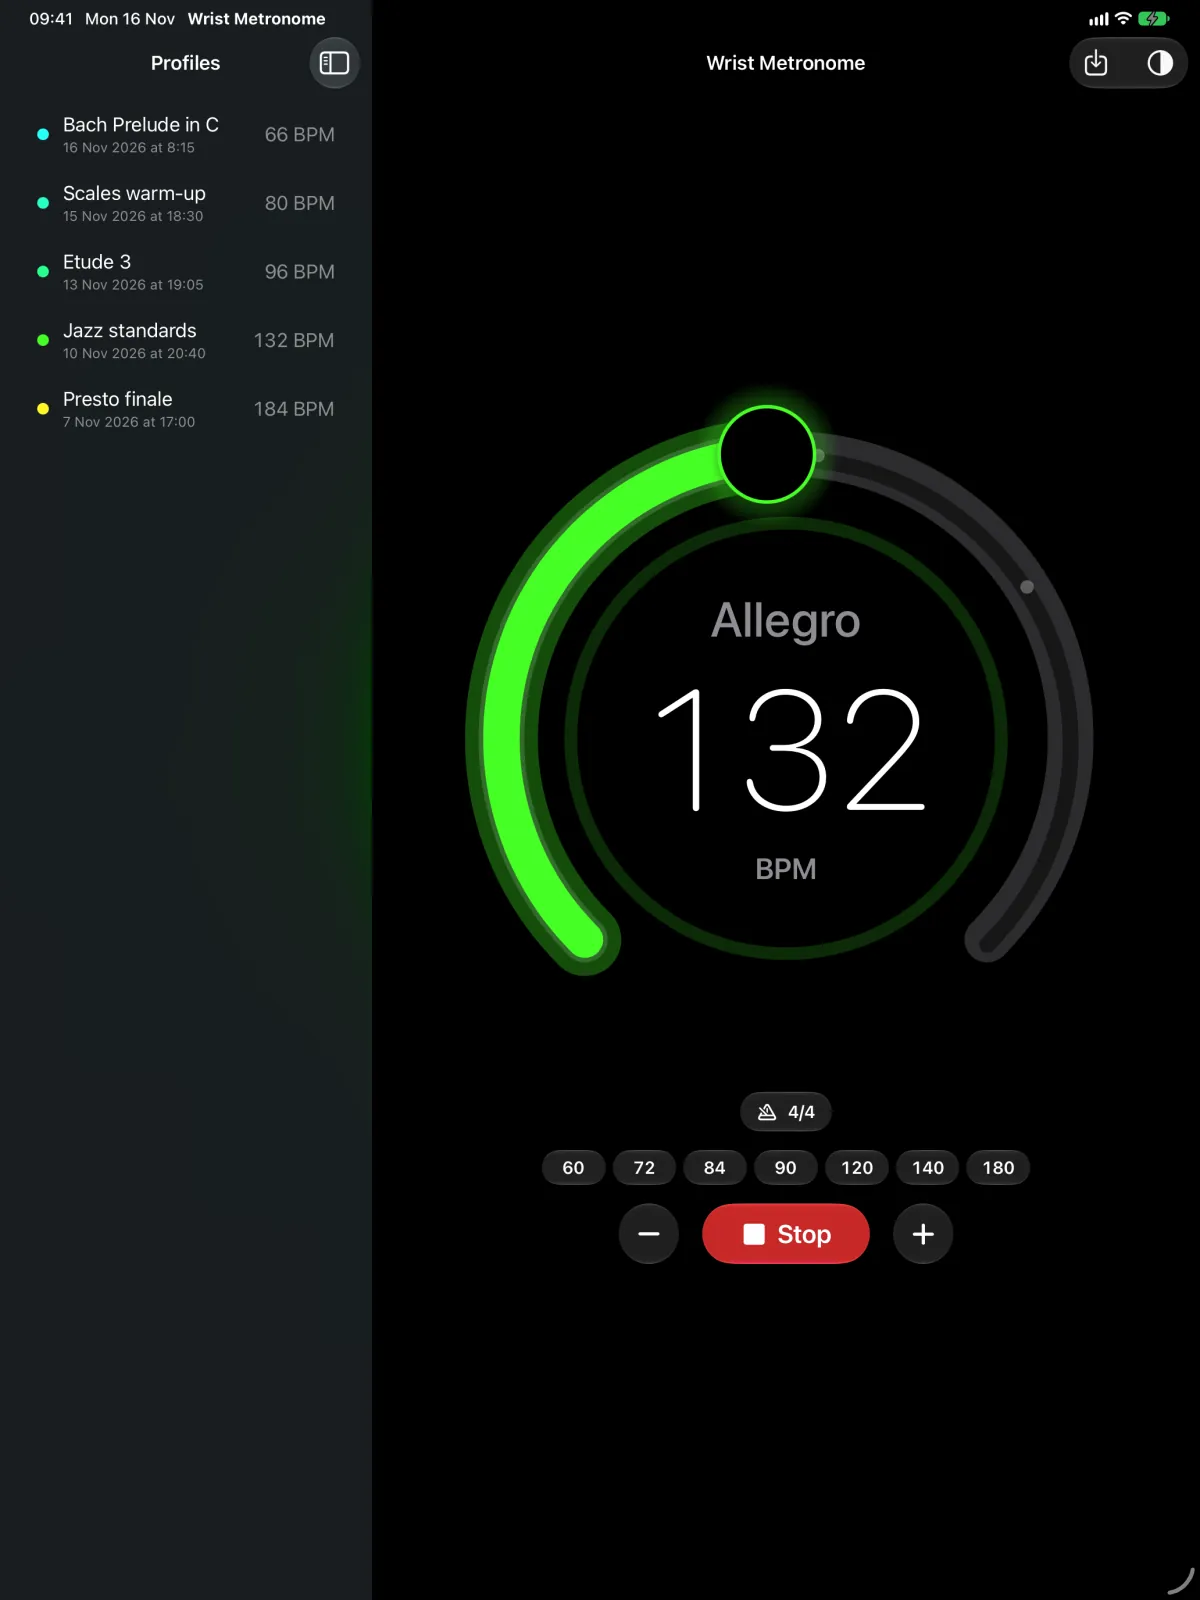 09:41 Mon 16 Nov Wrist Metronome
Profiles
Bach Prelude in C
16 Nov 2026 at 8:15
66 BPM
Scales warm-up
15 Nov 2026 at 18:30
80 BPM
Etude 3
13 Nov 2026 at 19:05
96 BPM
Jazz standards
10 Nov 2026 at 20:40
132 BPM
Presto finale
7 Nov 2026 at 17:00
184 BPM
Wrist Metronome
Allegro
132
BPM
4/4
60 72 84 90 120 140 180
Stop